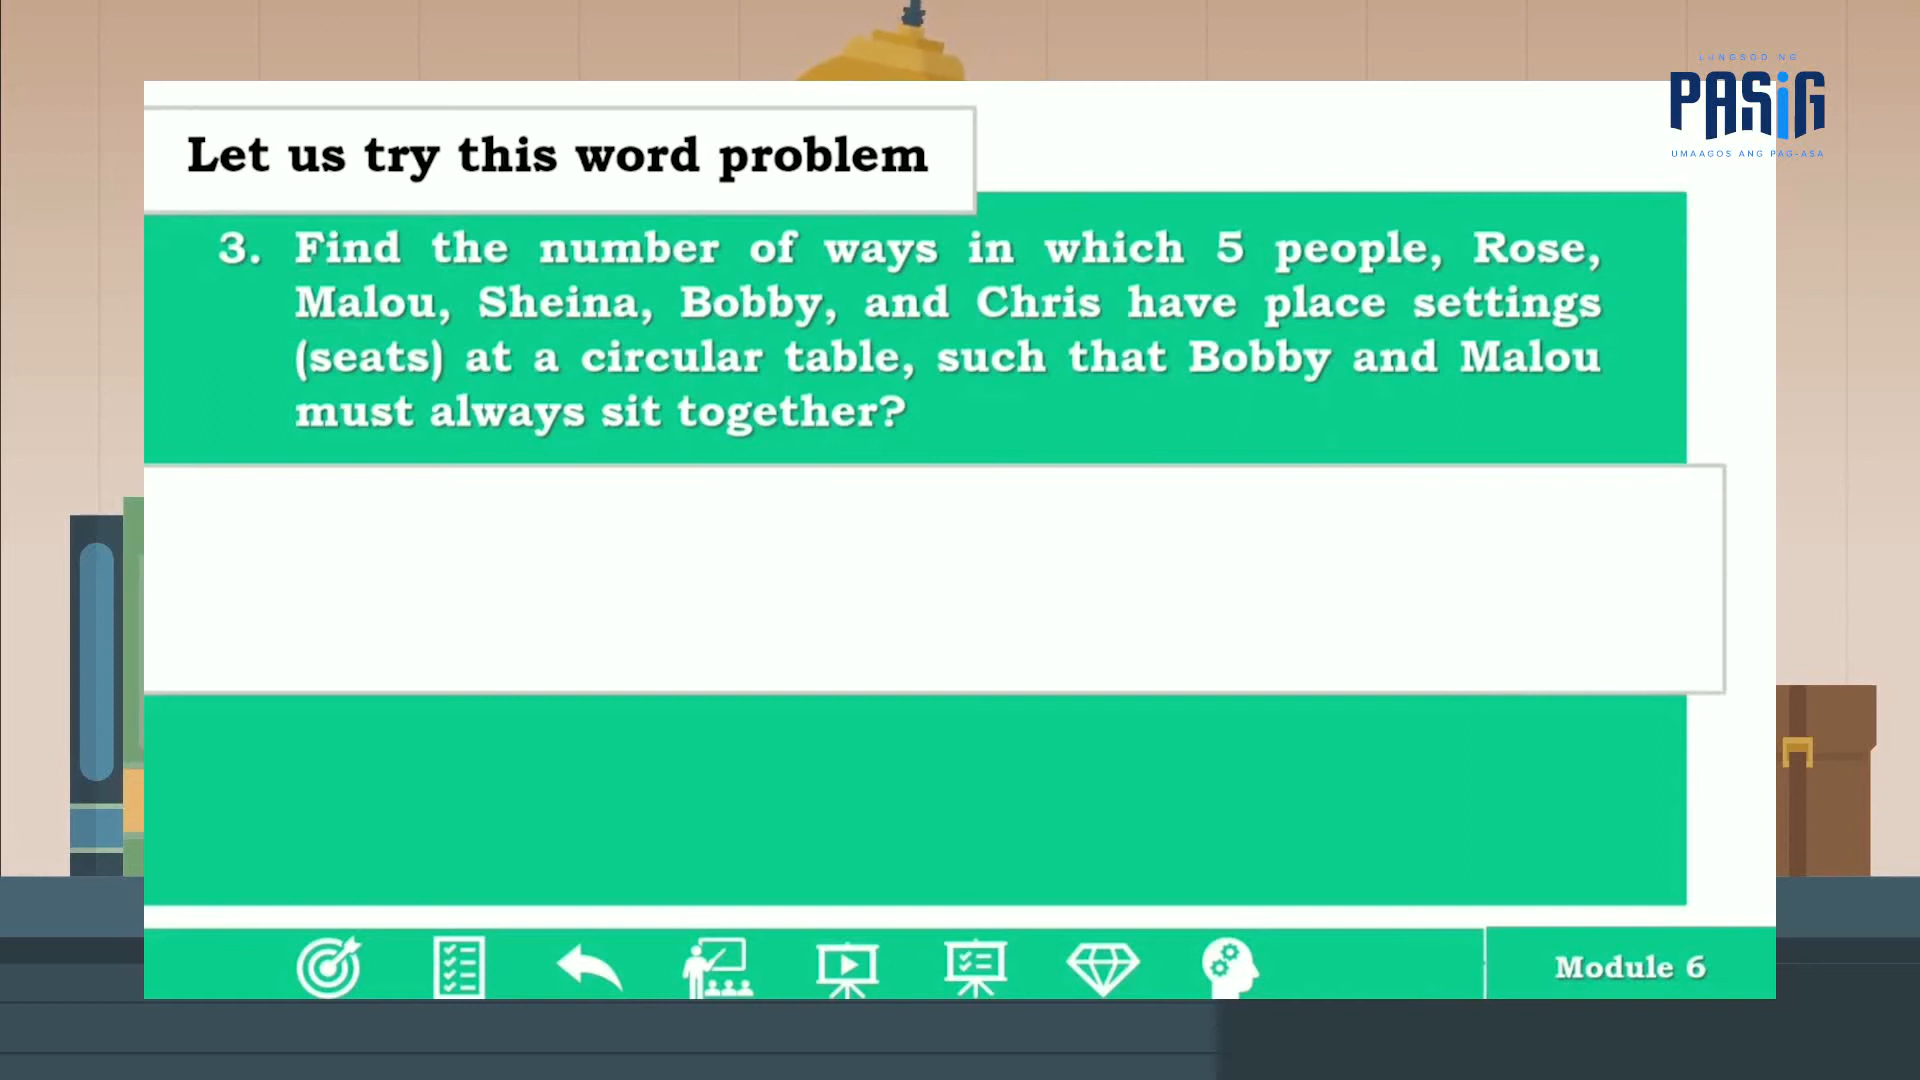 LUNGSOD NG
PASiG
UMAAGOS ANG PAG-ASA
Let us try this word problem
3. Find the number of ways in which 5 people, Rose,
Malou, Sheina, Bobby, and Chris have place settings
(seats) at a circular table, such that Bobby and Malou
must always sit together?
Module 6